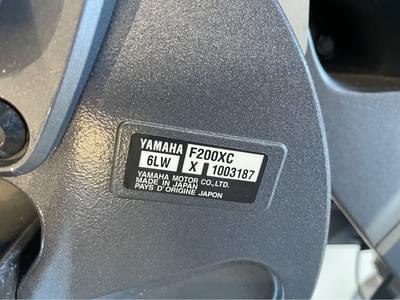 YAMAHA F200XC
6LW X 1003187
YAMAHA MOTOR CO.,LTD.
MADE IN JAPAN
PAYS D'ORIGINE JAPON